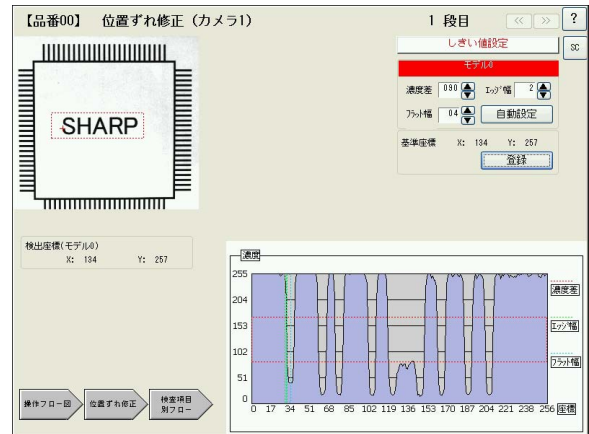 【品番00】 位置ずれ修正（カメラ1）
1 段目
<< >>
?
SC
しきい値設定
モデル0
濃度差 090 エッジ幅 2
フラット幅 04 自動設定
基準座標 X: 134 Y: 257
登録
SHARP
検出座標(モデル0)
X: 134 Y: 257
濃度
255
204
153
102
51
0
0 17 34 51 68 85 102 119 136 153 170 187 204 221 238 256 座標
濃度差
エッジ幅
フラット幅
操作フロー図
位置ずれ修正
検査項目
別フロー